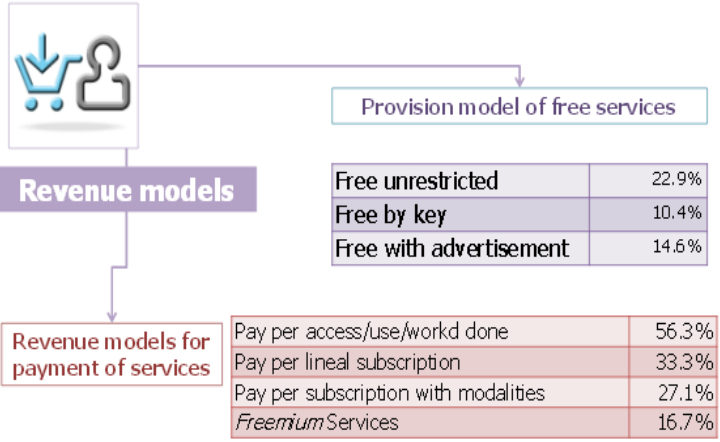 Provision model of free services
Revenue models
Free unrestricted 22.9%
Free by key 10.4%
Free with advertisement 14.6%
Revenue models for
payment of services
Pay per access/use/workd done 56.3%
Pay per lineal subscription 33.3%
Pay per subscription with modalities 27.1%
Freemium Services 16.7%